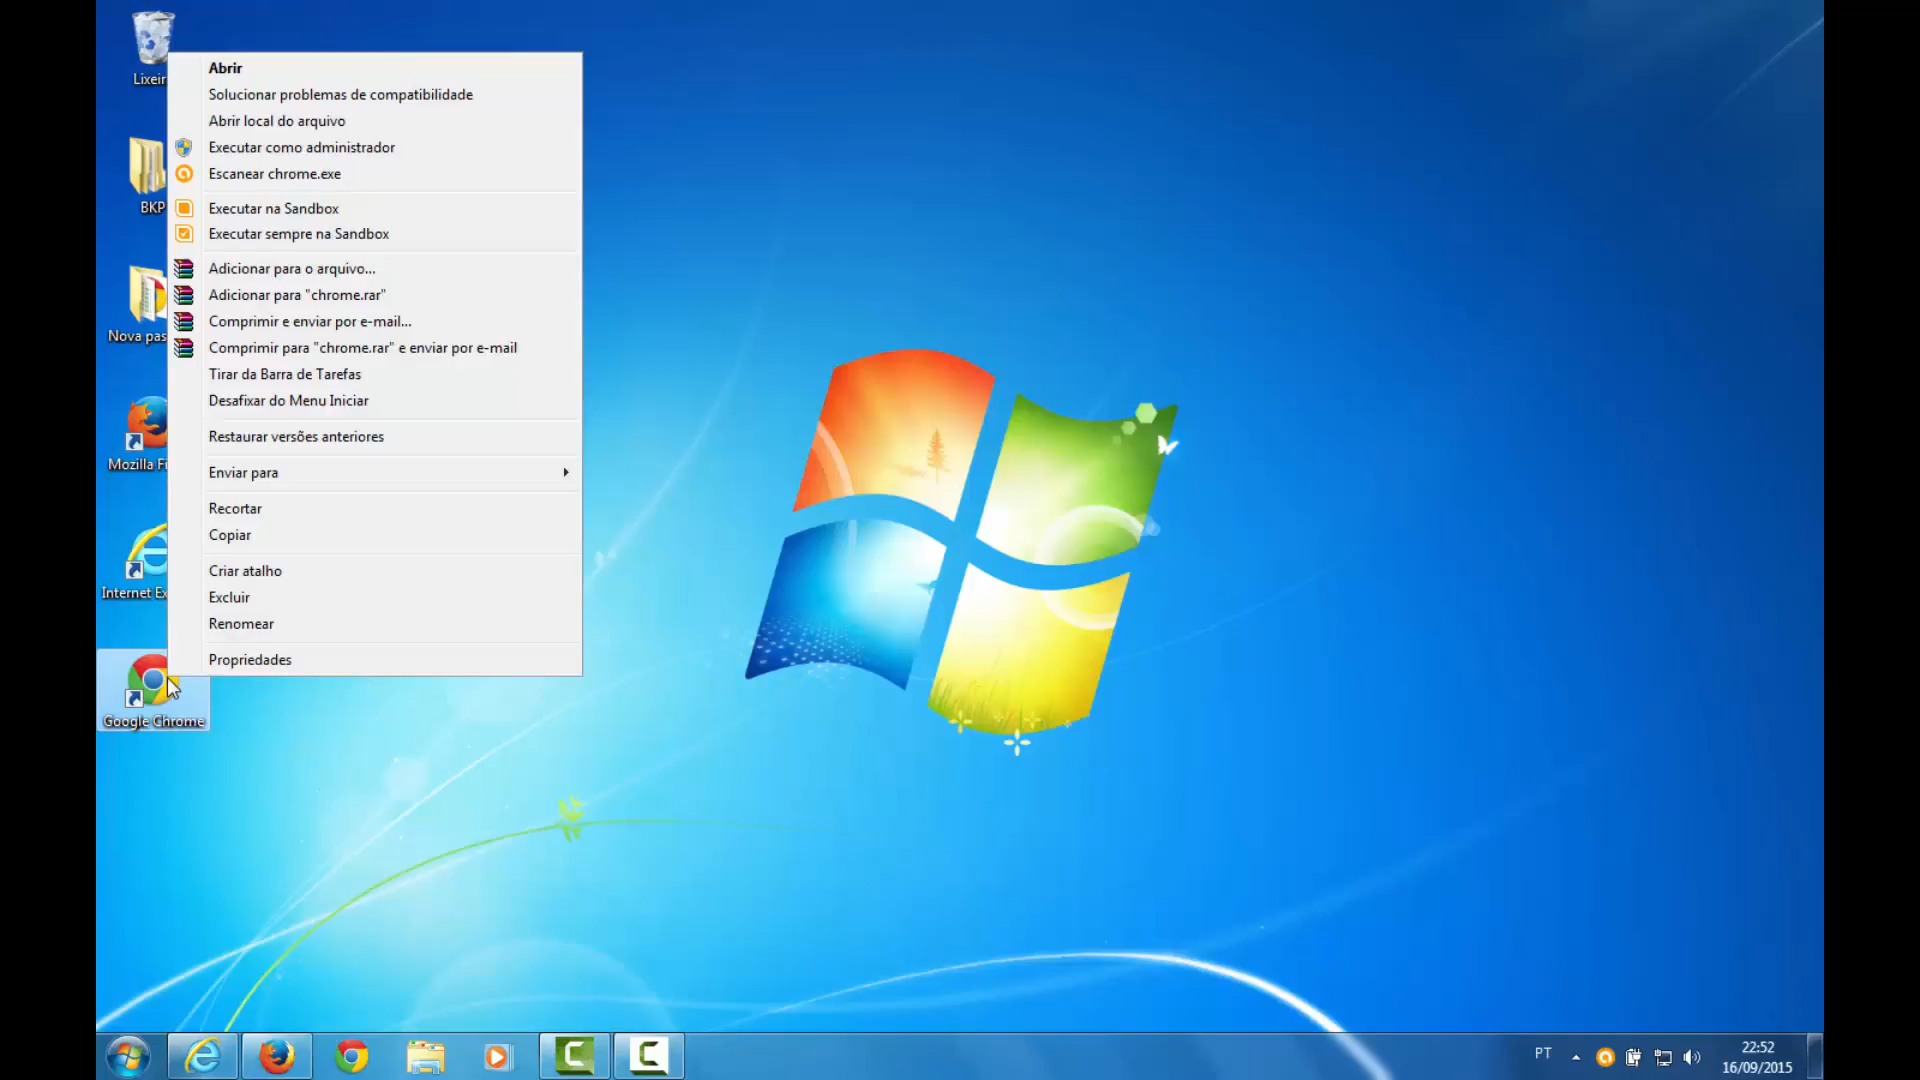 Lixeir
BKP
Nova pas
Mozilla Fi
Internet Ex
Google Chrome
Abrir
Solucionar problemas de compatibilidade
Abrir local do arquivo
Executar como administrador
Escanear chrome.exe
Executar na Sandbox
Executar sempre na Sandbox
Adicionar para o arquivo...
Adicionar para "chrome.rar"
Comprimir e enviar por e-mail...
Comprimir para "chrome.rar" e enviar por e-mail
Tirar da Barra de Tarefas
Desafixar do Menu Iniciar
Restaurar versões anteriores
Enviar para
Recortar
Copiar
Criar atalho
Excluir
Renomear
Propriedades
PT
22:52
16/09/2015